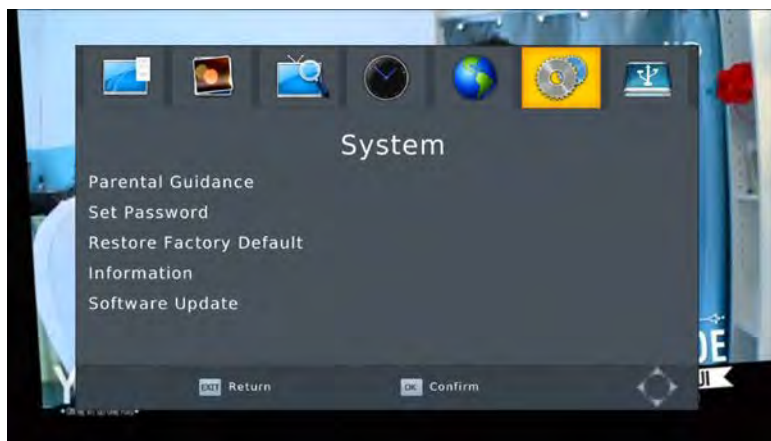 System
Parental Guidance
Set Password
Restore Factory Default
Information
Software Update
EXIT Return
OK Confirm